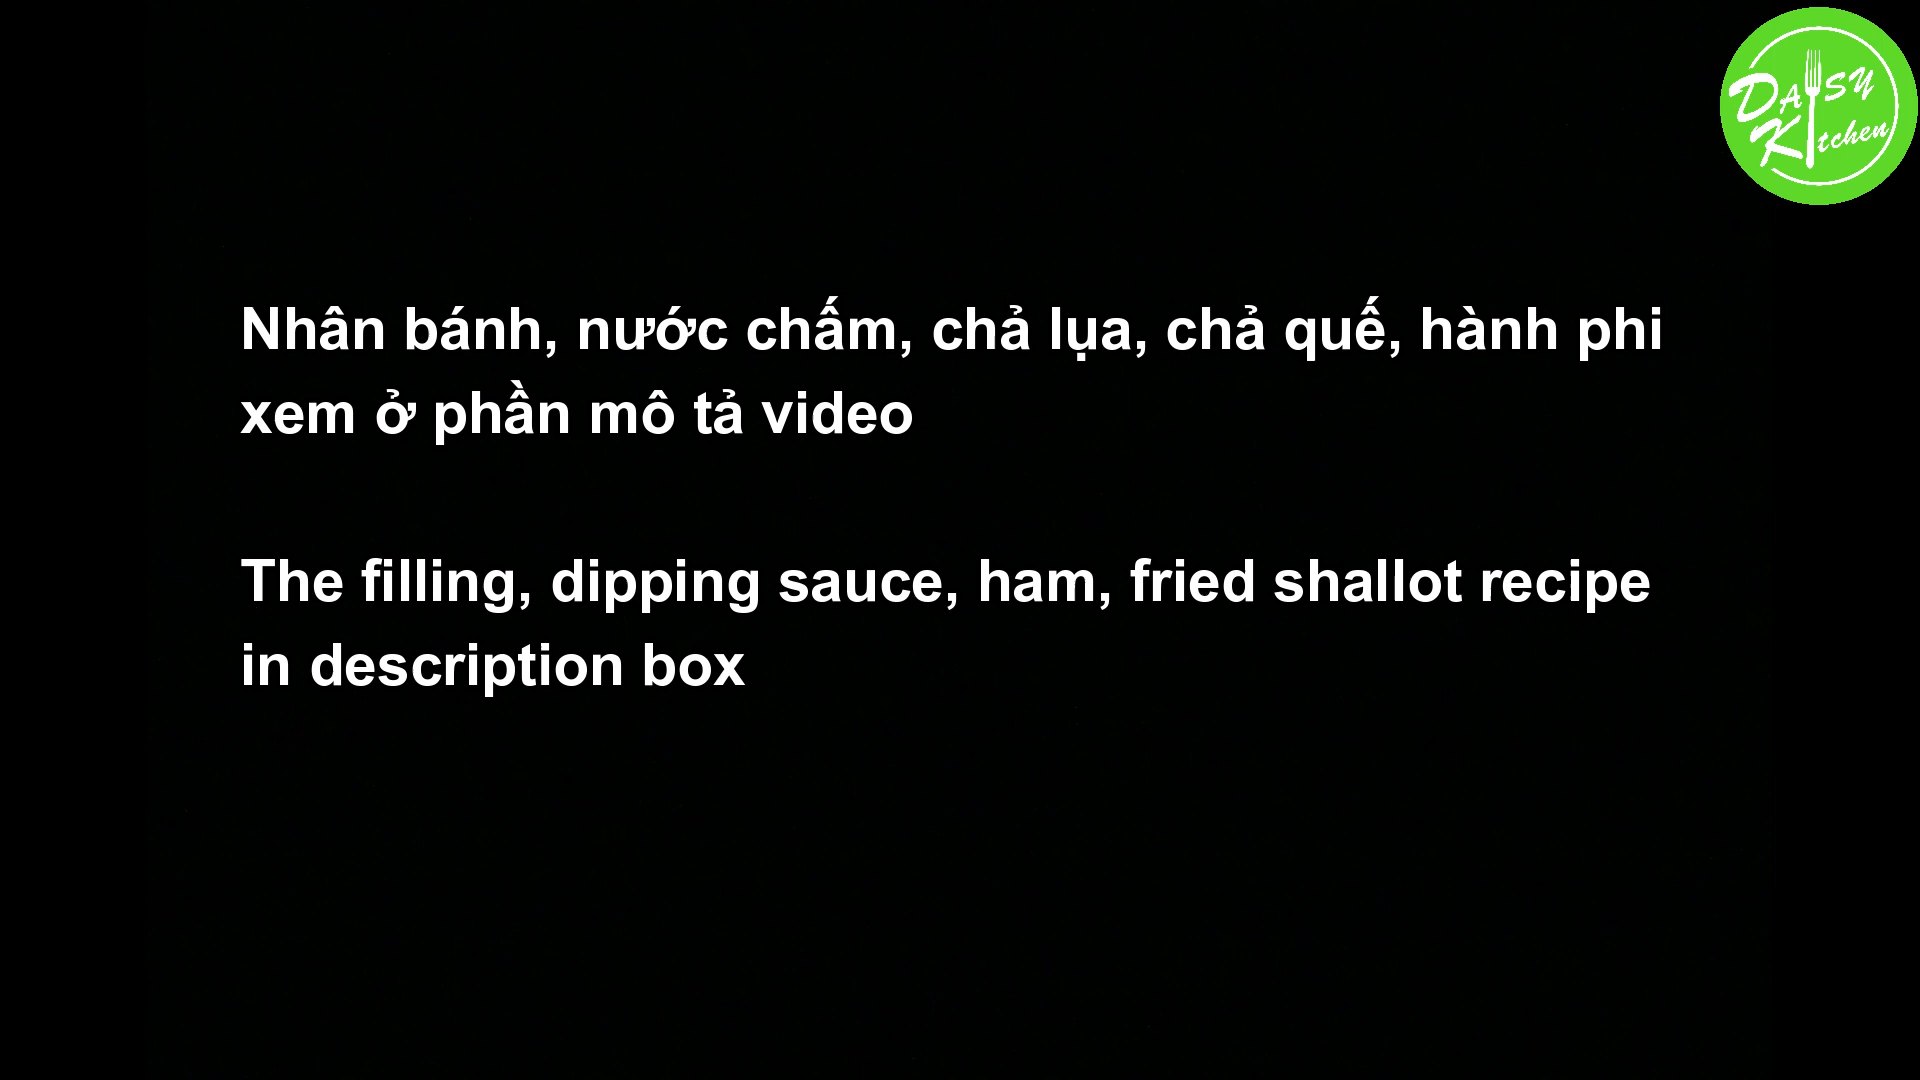 DAISY
Kitchen
Nhân bánh, nước chấm, chả lụa, chả quế, hành phi
xem ở phần mô tả video
The filling, dipping sauce, ham, fried shallot recipe
in description box